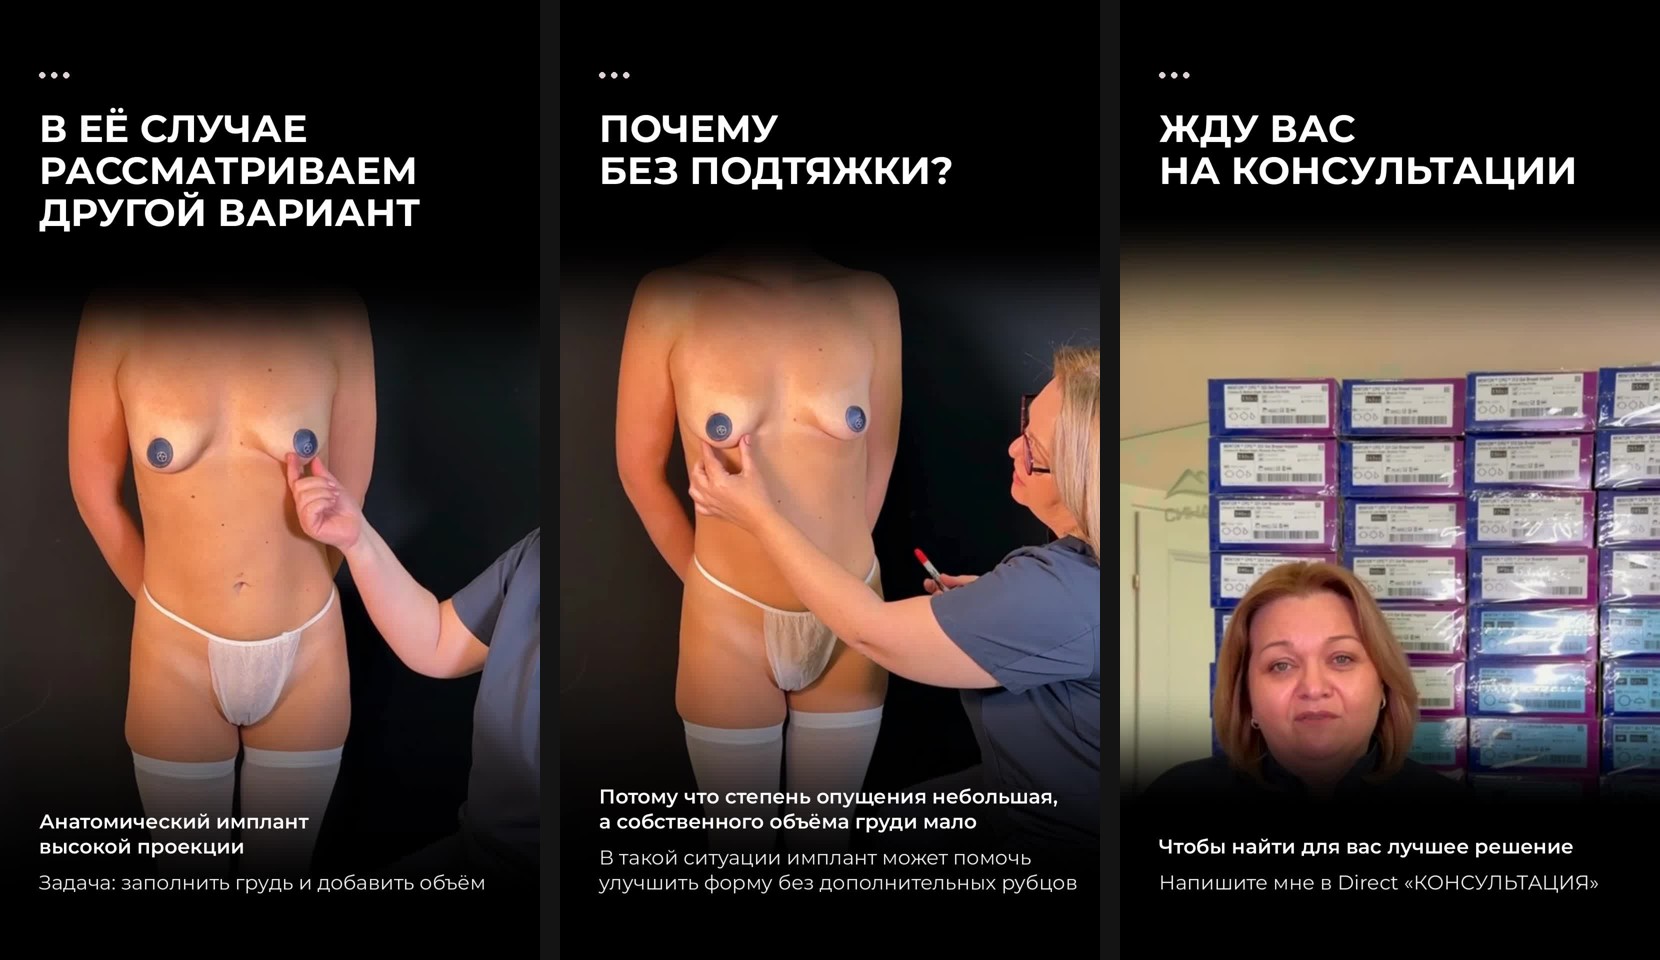 В ЕЁ СЛУЧАЕ
РАССМАТРИВАЕМ
ДРУГОЙ ВАРИАНТ
Анатомический имплант
высокой проекции
Задача: заполнить грудь и добавить объём
ПОЧЕМУ
БЕЗ ПОДТЯЖКИ?
Потому что степень опущения небольшая,
а собственного объёма груди мало
В такой ситуации имплант может помочь
улучшить форму без дополнительных рубцов
ЖДУ ВАС
НА КОНСУЛЬТАЦИИ
Чтобы найти для вас лучшее решение
Напишите мне в Direct «КОНСУЛЬТАЦИЯ»